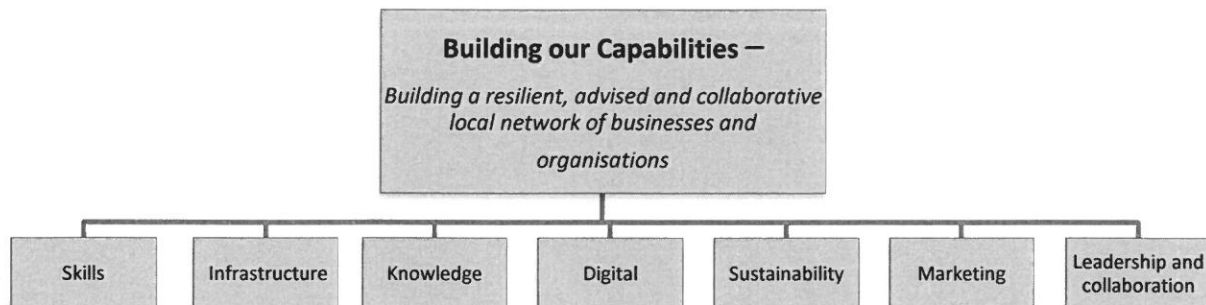 Building our Capabilities –
Building a resilient, advised and collaborative
local network of businesses and
organisations
Skills
Infrastructure
Knowledge
Digital
Sustainability
Marketing
Leadership and
collaboration